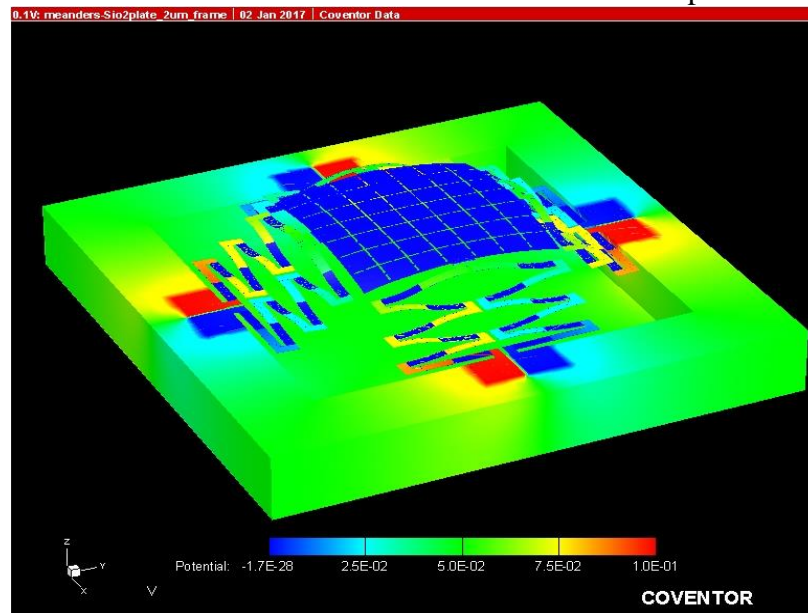 0.1V: meanders-Sio2plate_2um_frame | 02 Jan 2017 | Coventor Data
Z
Y
X
V
Potential: -1.7E-28 2.5E-02 5.0E-02 7.5E-02 1.0E-01
COVENTOR